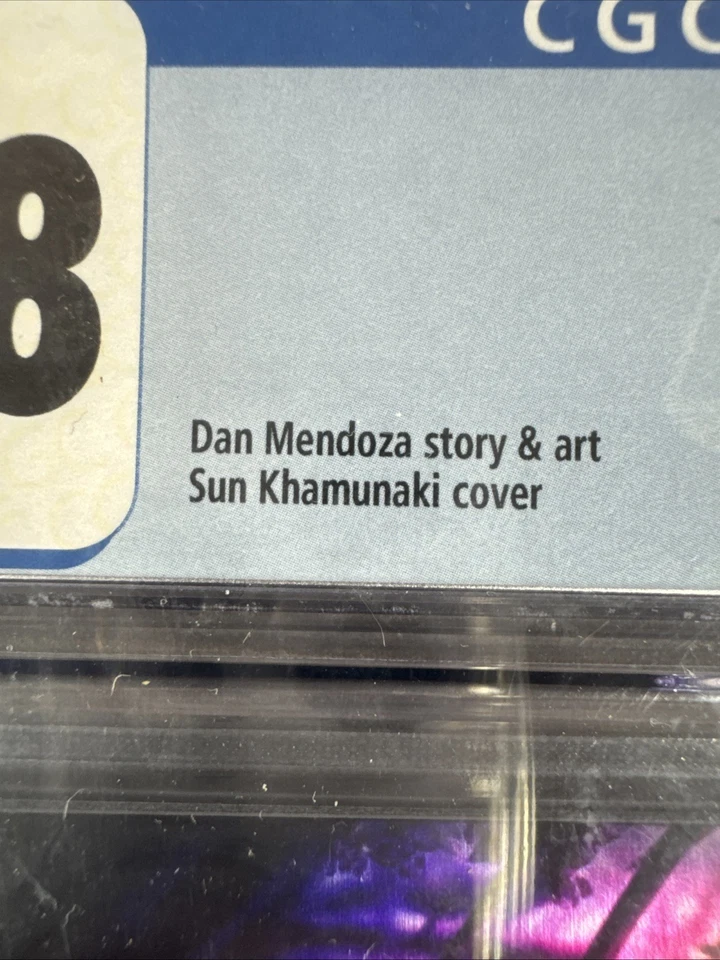 CGC
8
Dan Mendoza story & art
Sun Khamunaki cover